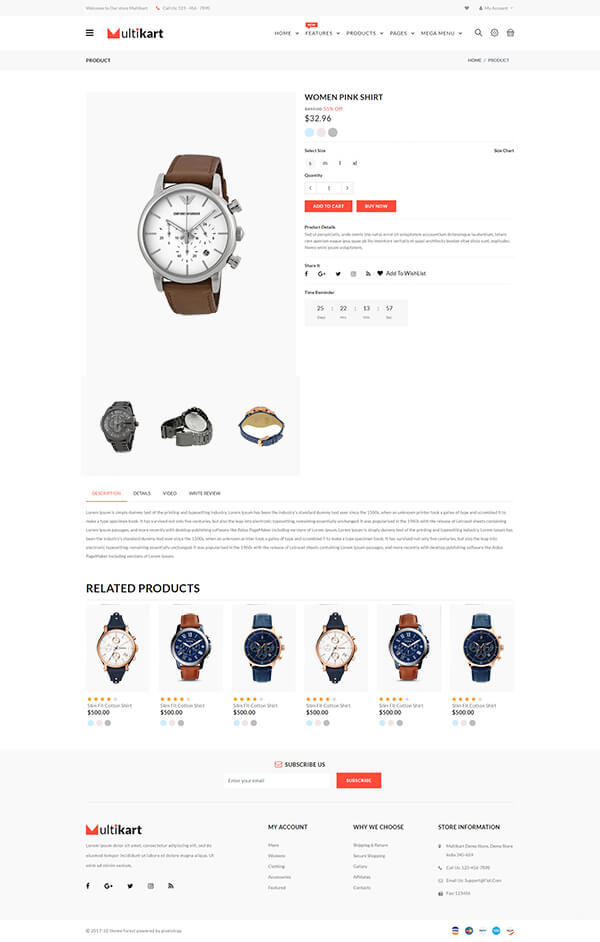 Welcome to Our store Multikart
Call Us: 123 - 456 - 7890
My Account
Multikart
HOME
NEW
FEATURES
PRODUCTS
PAGES
MEGA MENU
PRODUCT
HOME / PRODUCT
EMPORIO ARMANI
WOMEN PINK SHIRT
55% Off
$32.96
Select Size
Size Chart
s m l xl
Quantity
1
ADD TO CART
BUY NOW
Product Details
Sed ut perspiciatis, unde omnis iste natus error sit voluptatem accusantium doloremque laudantium, totam
rem aperiam eaque ipsa, quae ab illo inventore veritatis et quasi architecto beatae vitae dicta sunt, explicabo.
Nemo enim ipsam voluptatem,
Share It
Add To WishList
Time Reminder
25 : 22 : 13 : 57
Days Hrs Min Sec
DESCRIPTION
DETAILS
VIDEO
WRITE REVIEW
Lorem Ipsum is simply dummy text of the printing and typesetting industry. Lorem Ipsum has been the industry's standard dummy text ever since the 1500s, when an unknown printer took a galley of type and scrambled it
to make a type specimen book. It has survived not only five centuries, but also the leap into electronic typesetting, remaining essentially unchanged. It was popularised in the 1960s with the release of Letraset sheets containing
Lorem Ipsum passages, and more recently with desktop publishing software like Aldus PageMaker including versions of Lorem Ipsum. Lorem Ipsum is simply dummy text of the printing and typesetting industry. Lorem Ipsum has
been the industry's standard dummy text ever since the 1500s, when an unknown printer took a galley of type and scrambled it to make a type specimen book. It has survived not only five centuries, but also the leap into
electronic typesetting, remaining essentially unchanged. It was popularised in the 1960s with the release of Letraset sheets containing Lorem Ipsum passages, and more recently with desktop publishing software like Aldus
PageMaker including versions of Lorem Ipsum.
RELATED PRODUCTS
Slim Fit Cotton Shirt
$500.00
Slim Fit Cotton Shirt
$500.00
Slim Fit Cotton Shirt
$500.00
Slim Fit Cotton Shirt
$500.00
Slim Fit Cotton Shirt
$500.00
Slim Fit Cotton Shirt
$500.00
SUBSCRIBE US
Enter your email
SUBSCRIBE
Multikart
Lorem ipsum dolor sit amet, consectetur adipiscing elit, sed do
eiusmod tempor incididunt ut labore et dolore magna aliqua. Ut
enim ad minim veniam,
MY ACCOUNT
Mens
Womens
Clothing
Accessories
Featured
WHY WE CHOOSE
Shipping & Return
Secure Shopping
Gallary
Affiliates
Contacts
STORE INFORMATION
Multikart Demo Store, Demo Store
India 345-659
Call Us: 123-456-7898
Email Us: Support@Fiot.Com
Fax: 123456
© 2017-18 theme forest powered by pixelstrap